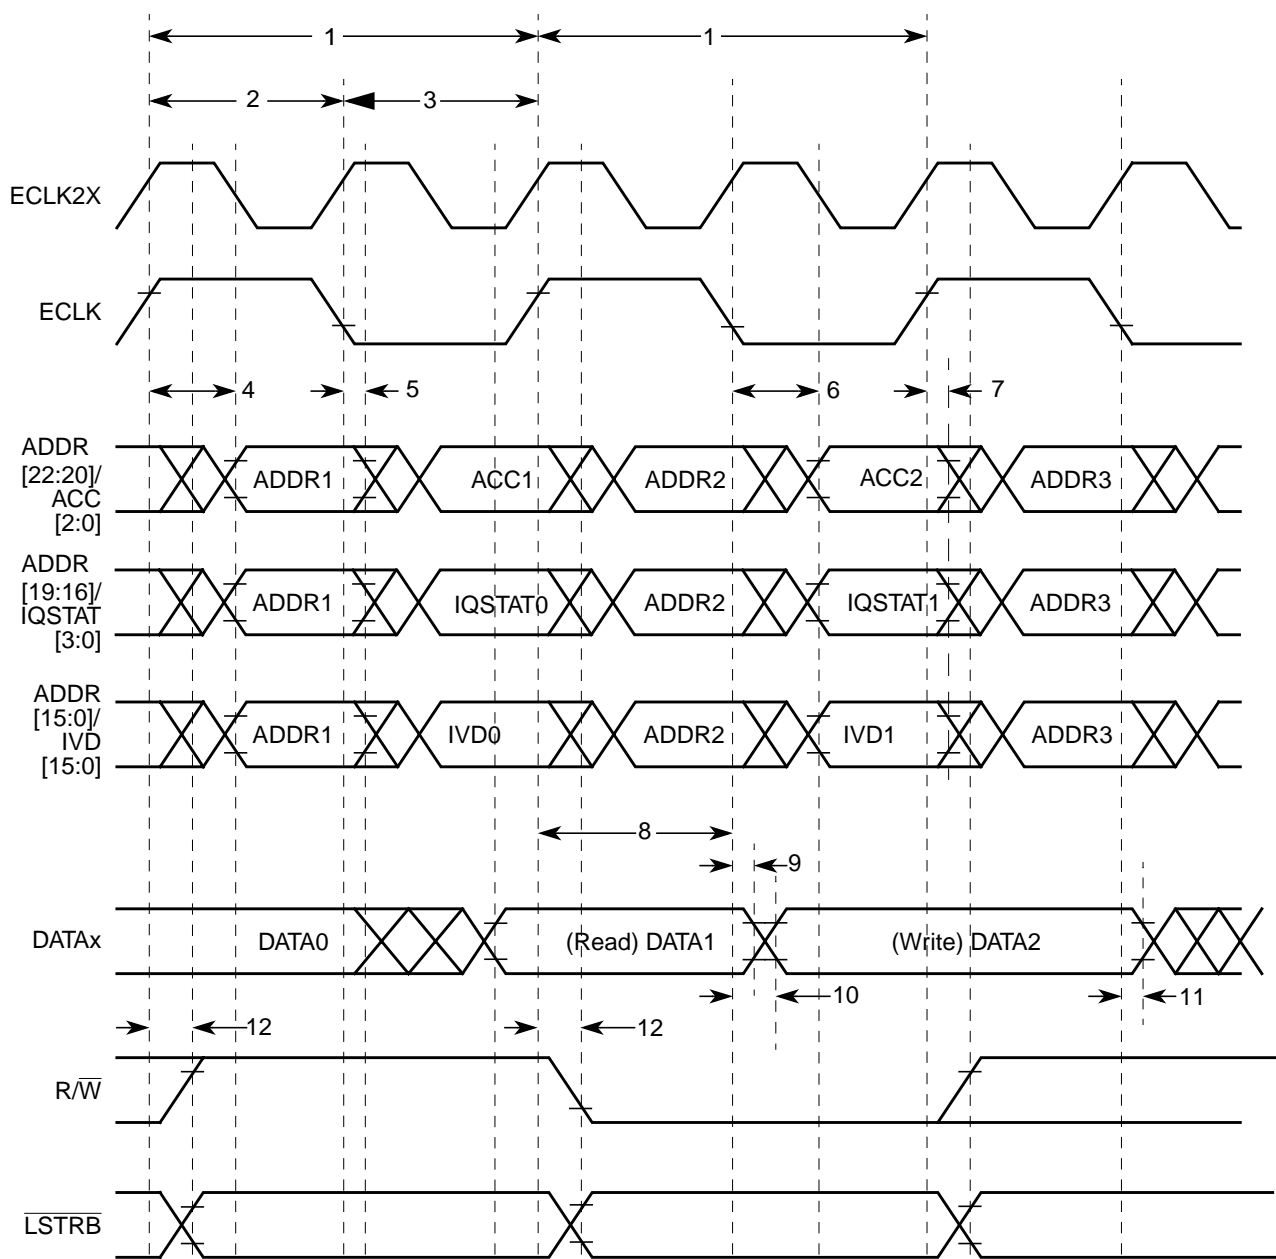 1 1
2 3
ECLK2X
ECLK
4 5 6 7
ADDR
[22:20]/
ACC
[2:0]
ADDR1 ACC1 ADDR2 ACC2 ADDR3
ADDR
[19:16]/
IQSTAT
[3:0]
ADDR1 IQSTAT0 ADDR2 IQSTAT1 ADDR3
ADDR
[15:0]/
IVD
[15:0]
ADDR1 IVD0 ADDR2 IVD1 ADDR3
8
9
DATAx DATA0 (Read) DATA1 (Write) DATA2
10 11
12 12
R/W
LSTRB